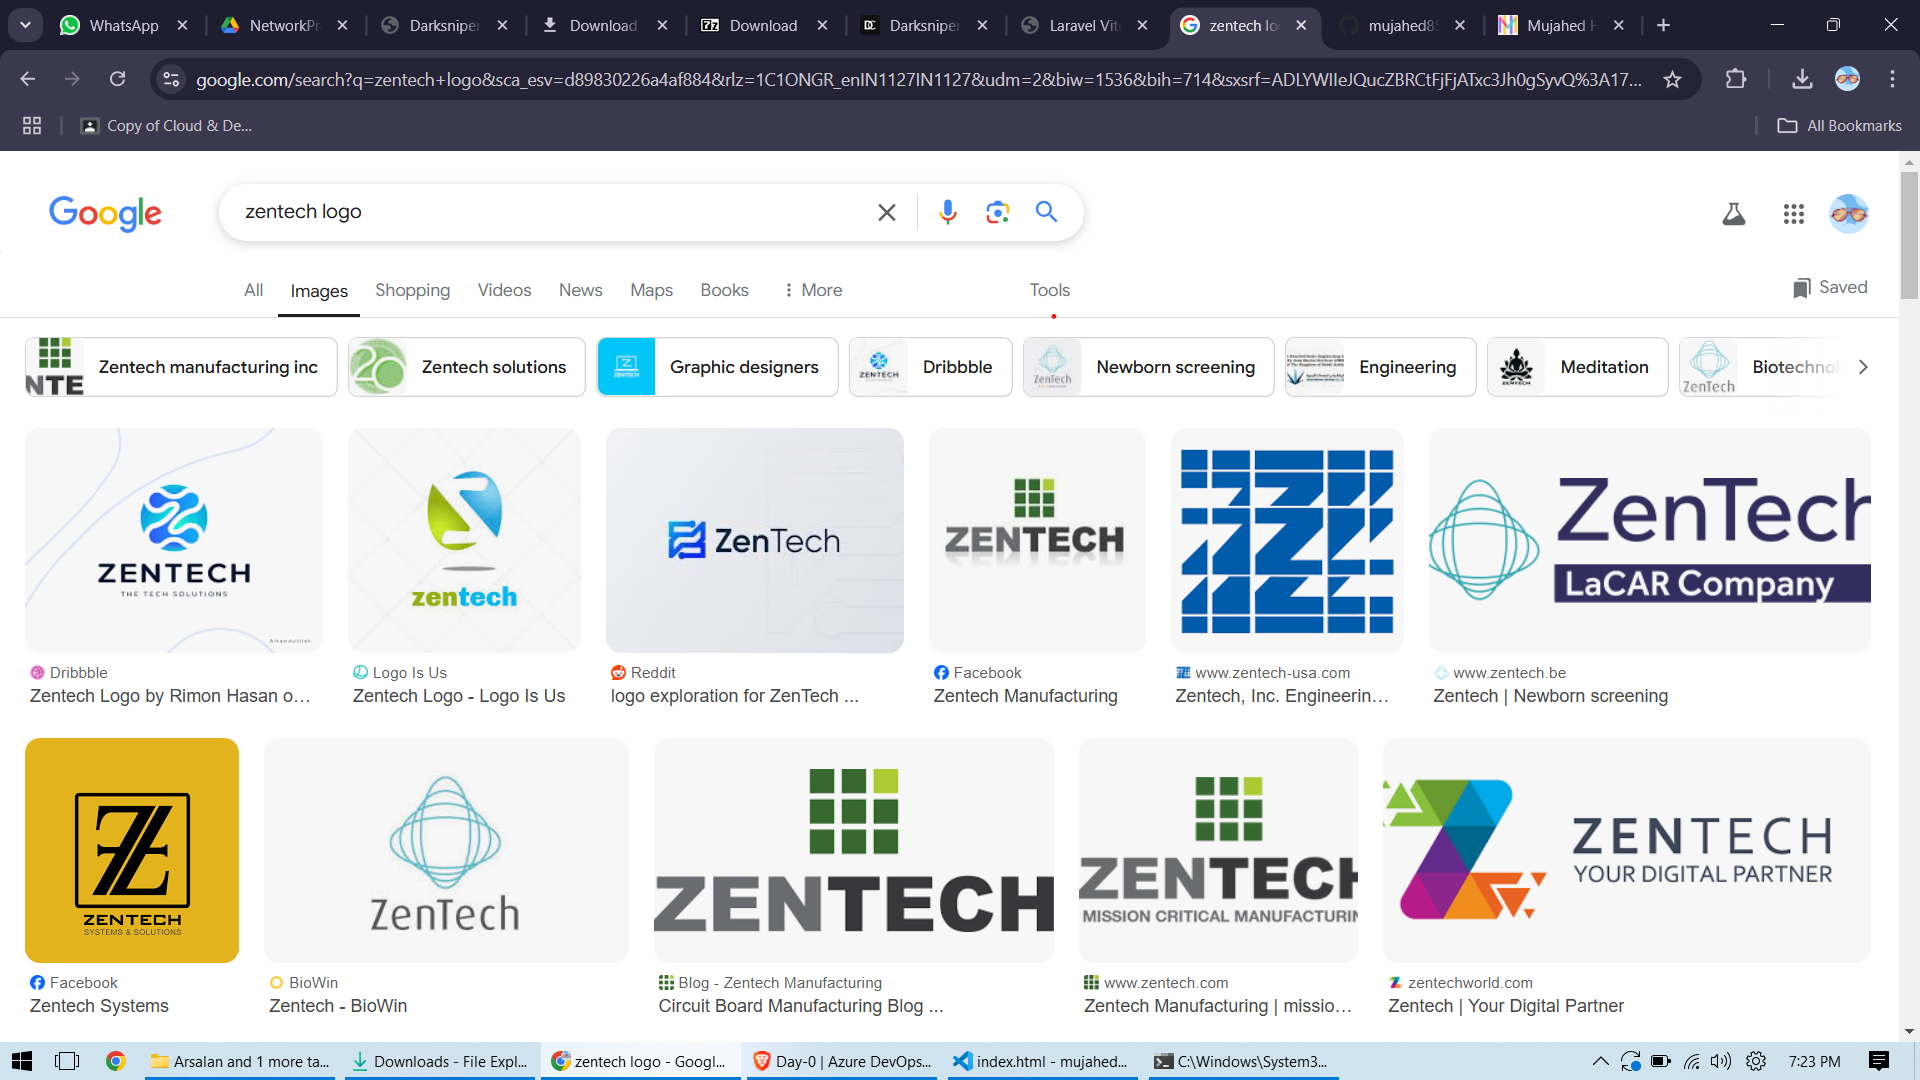 WhatsApp
NetworkPr
Darksniper
Download
Download
Darksniper
Laravel Vite
zentech lo
mujahed8
Mujahed H
google.com/search?q=zentech+logo&sca_esv=d89830226a4af884&rlz=1C1ONGR_enIN1127IN1127&udm=2&biw=1536&bih=714&sxsrf=ADLYWIIeJQucZBRCtFjFjATxc3Jh0gSyvQ%3A17...
Copy of Cloud & De...
All Bookmarks
Google
zentech logo
All
Images
Shopping
Videos
News
Maps
Books
More
Tools
Saved
NTE
Zentech manufacturing inc
Zentech solutions
ZENTECH
Graphic designers
ZENTECH
Dribbble
ZenTech
Newborn screening
Engineering
ZENTECH
Meditation
ZenTech
Biotechnol
ZENTECH
THE TECH SOLUTIONS
zentech
ZenTech
ZENTECH
ZenTech
LaCAR Company
Dribbble
Zentech Logo by Rimon Hasan o...
Logo Is Us
Zentech Logo - Logo Is Us
Reddit
logo exploration for ZenTech ...
Facebook
Zentech Manufacturing
www.zentech-usa.com
Zentech, Inc. Engineerin...
www.zentech.be
Zentech | Newborn screening
ZENTECH
SYSTEMS & SOLUTIONS
ZenTech
ZENTECH
ZENTECH
MISSION CRITICAL MANUFACTURIN
ZENTECH
YOUR DIGITAL PARTNER
Facebook
Zentech Systems
BioWin
Zentech - BioWin
Blog - Zentech Manufacturing
Circuit Board Manufacturing Blog ...
www.zentech.com
Zentech Manufacturing | missio...
zentechworld.com
Zentech | Your Digital Partner
Arsalan and 1 more ta...
Downloads - File Expl...
zentech logo - Googl...
Day-0 | Azure DevOps...
index.html - mujahed...
C:\Windows\System3...
7:23 PM